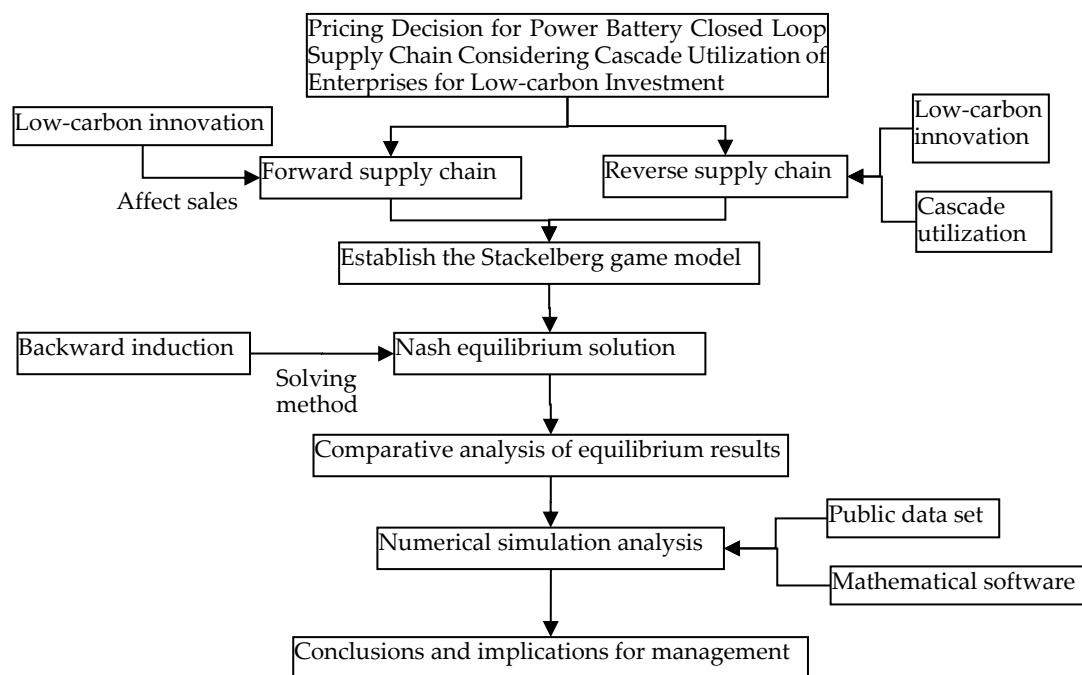 Pricing Decision for Power Battery Closed Loop
Supply Chain Considering Cascade Utilization of
Enterprises for Low-carbon Investment
Low-carbon innovation
Low-carbon
innovation
Forward supply chain
Reverse supply chain
Affect sales
Cascade
utilization
Establish the Stackelberg game model
Backward induction
Nash equilibrium solution
Solving
method
Comparative analysis of equilibrium results
Public data set
Numerical simulation analysis
Mathematical software
Conclusions and implications for management